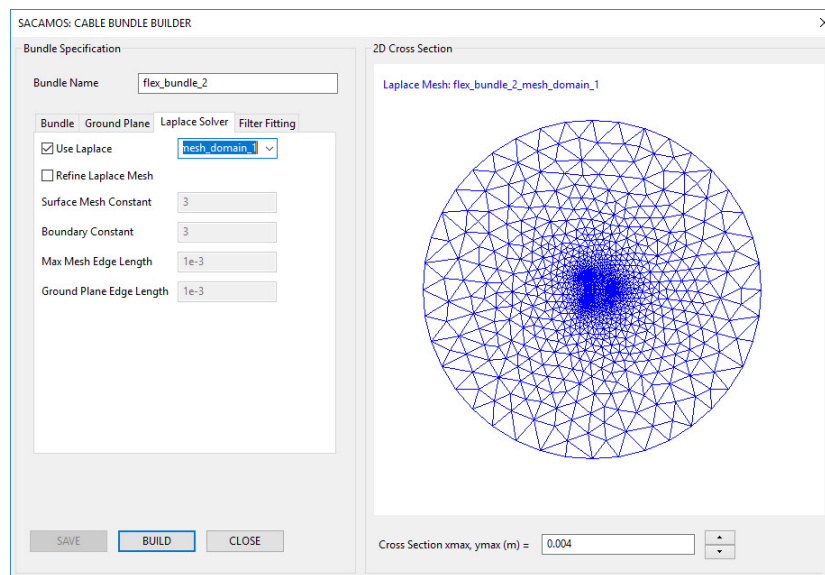 SACAMOS: CABLE BUNDLE BUILDER
Bundle Specification
Bundle Name flex_bundle_2
Bundle Ground Plane Laplace Solver Filter Fitting
Use Laplace mesh_domain_1
Refine Laplace Mesh
Surface Mesh Constant 3
Boundary Constant 3
Max Mesh Edge Length 1e-3
Ground Plane Edge Length 1e-3
SAVE BUILD CLOSE
2D Cross Section
Laplace Mesh: flex_bundle_2_mesh_domain_1
Cross Section xmax, ymax (m) = 0.004